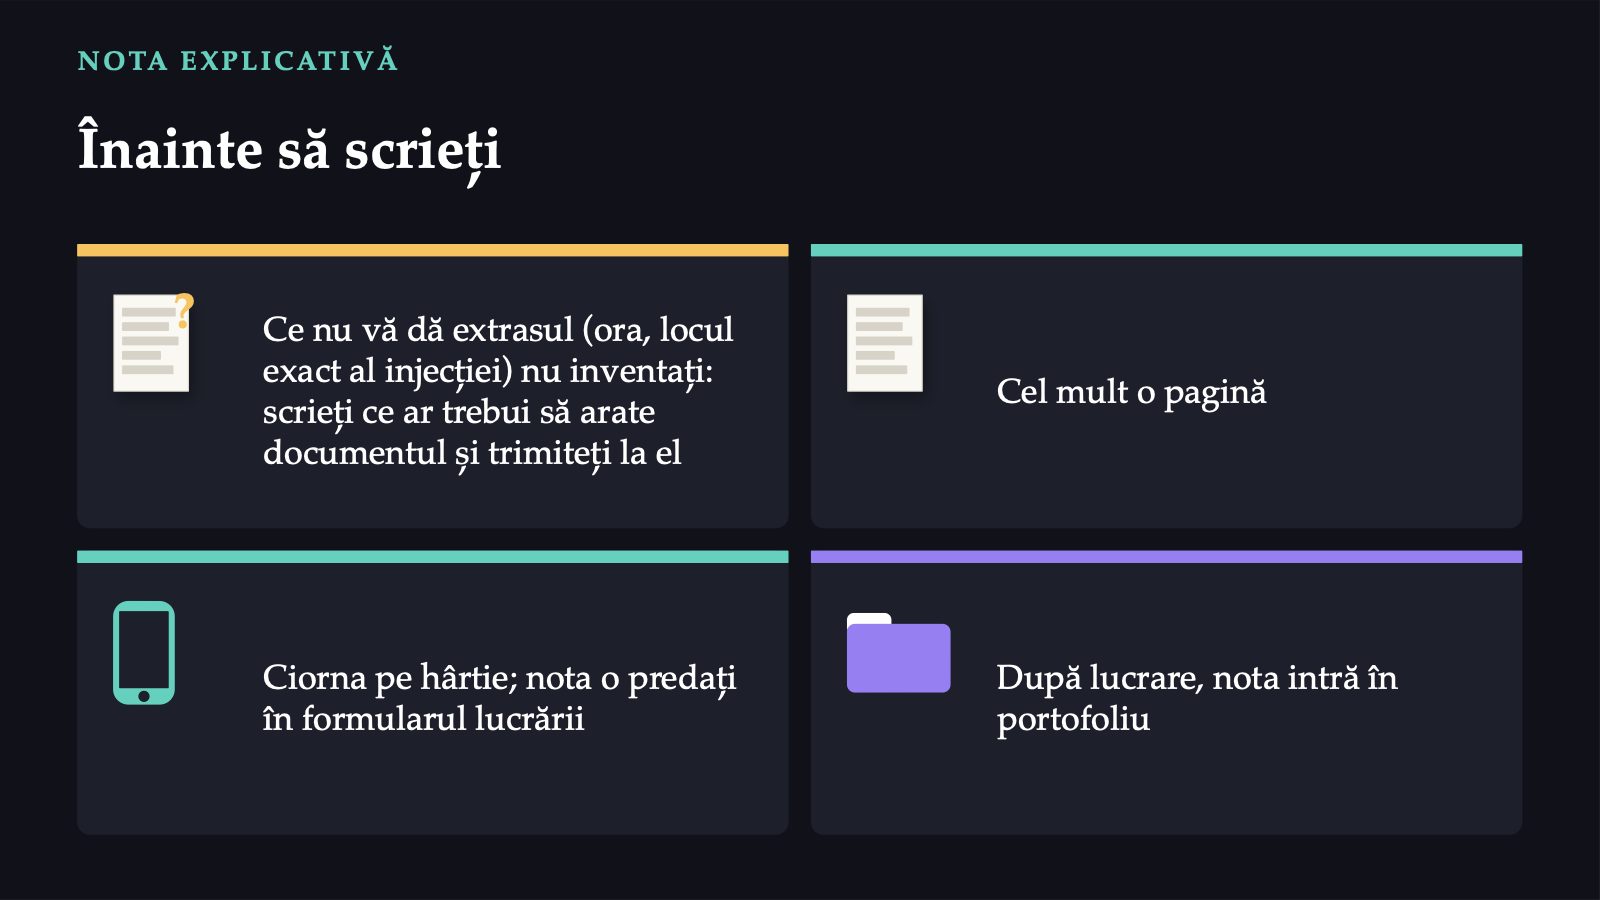 NOTA EXPLICATIVĂ
Înainte să scrieți
?
Ce nu vă dă extrasul (ora, locul
exact al injecției) nu inventați:
scrieți ce ar trebui să arate
documentul și trimiteți la el
Cel mult o pagină
Ciorna pe hârtie; nota o predați
în formularul lucrării
După lucrare, nota intră în
portofoliu